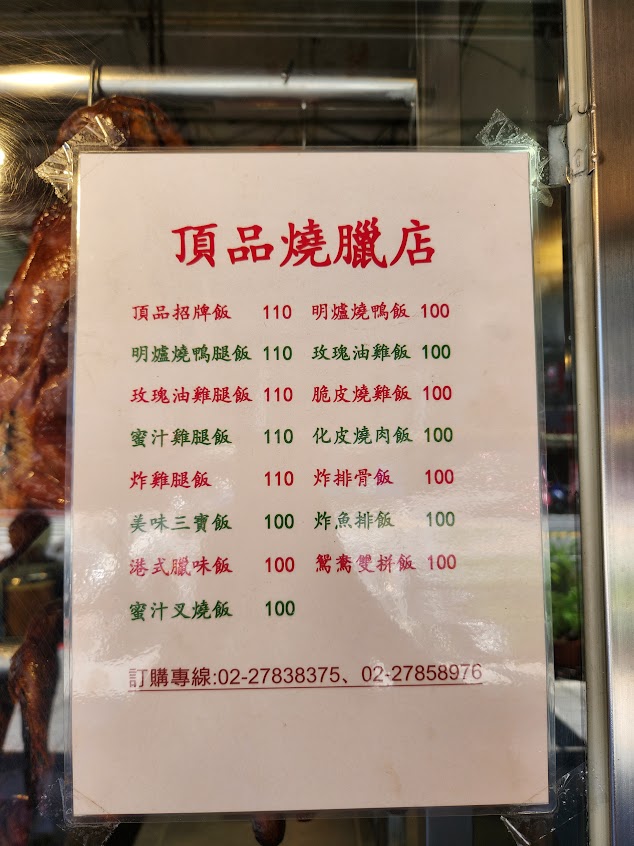 頂品燒臘店
頂品招牌飯 110 明爐燒鴨飯 100
明爐燒鴨腿飯 110 玫瑰油雞飯 100
玫瑰油雞腿飯 110 脆皮燒雞飯 100
蜜汁雞腿飯 110 化皮燒肉飯 100
炸雞腿飯 110 炸排骨飯 100
美味三寶飯 100 炸魚排飯 100
港式臘味飯 100 鴛鴦雙拼飯 100
蜜汁叉燒飯 100
訂購專線:02-27838375、02-27858976